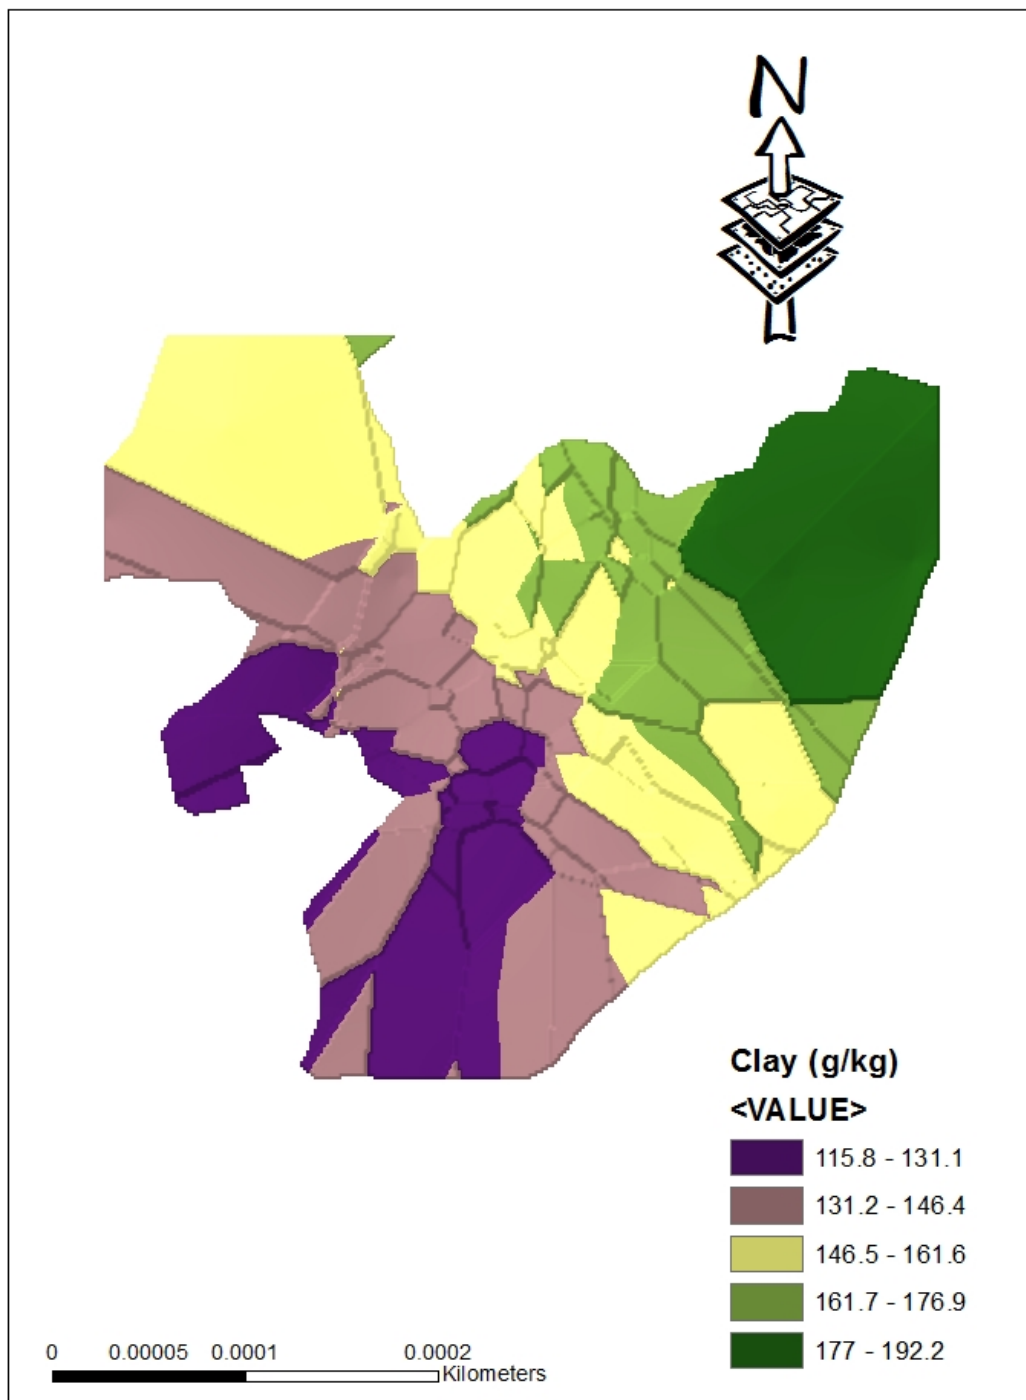 N
Clay (g/kg)
<VALUE>
115.8 - 131.1
131.2 - 146.4
146.5 - 161.6
161.7 - 176.9
177 - 192.2
0 0.00005 0.0001 0.0002
Kilometers